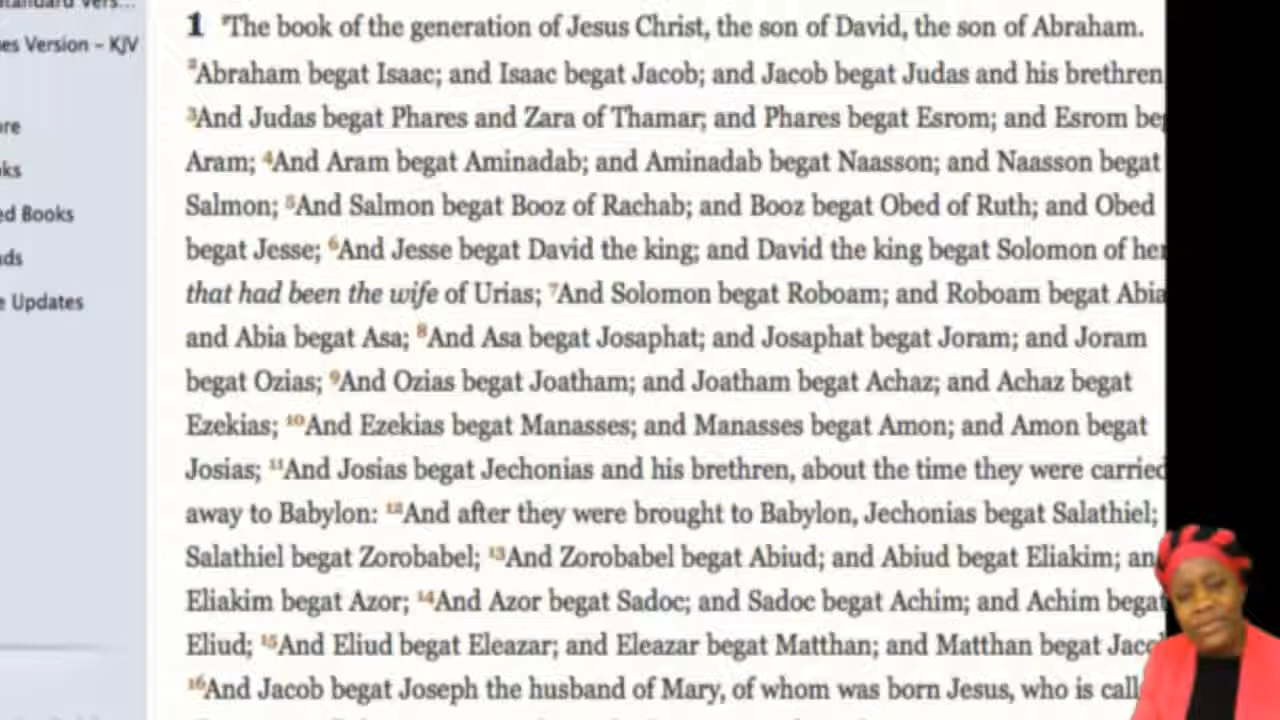 es Version – KJV
ed Books
e Updates
1 The book of the generation of Jesus Christ, the son of David, the son of Abraham.
2Abraham begat Isaac; and Isaac begat Jacob; and Jacob begat Judas and his brethren
3And Judas begat Phares and Zara of Thamar; and Phares begat Esrom; and Esrom be
Aram; 4And Aram begat Aminadab; and Aminadab begat Naasson; and Naasson begat
Salmon; 5And Salmon begat Booz of Rachab; and Booz begat Obed of Ruth; and Obed
begat Jesse; 6And Jesse begat David the king; and David the king begat Solomon of her
that had been the wife of Urias; 7And Solomon begat Roboam; and Roboam begat Abia
and Abia begat Asa; 8And Asa begat Josaphat; and Josaphat begat Joram; and Joram
begat Ozias; 9And Ozias begat Joatham; and Joatham begat Achaz; and Achaz begat
Ezekias; 10And Ezekias begat Manasses; and Manasses begat Amon; and Amon begat
Josias; 11And Josias begat Jechonias and his brethren, about the time they were carried
away to Babylon: 12And after they were brought to Babylon, Jechonias begat Salathiel;
Salathiel begat Zorobabel; 13And Zorobabel begat Abiud; and Abiud begat Eliakim; an
Eliakim begat Azor; 14And Azor begat Sadoc; and Sadoc begat Achim; and Achim begat
Eliud; 15And Eliud begat Eleazar; and Eleazar begat Matthan; and Matthan begat Jaco
16And Jacob begat Joseph the husband of Mary, of whom was born Jesus, who is call